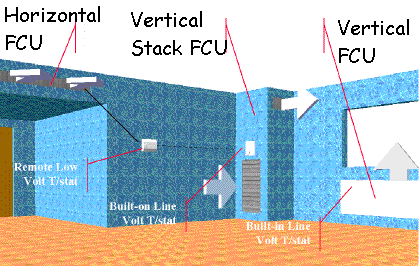 Horizontal
FCU
Vertical
Stack FCU
Vertical
FCU
Remote Low
Volt T/stat
Built-on Line
Volt T/stat
Built-in Line
Volt T/stat